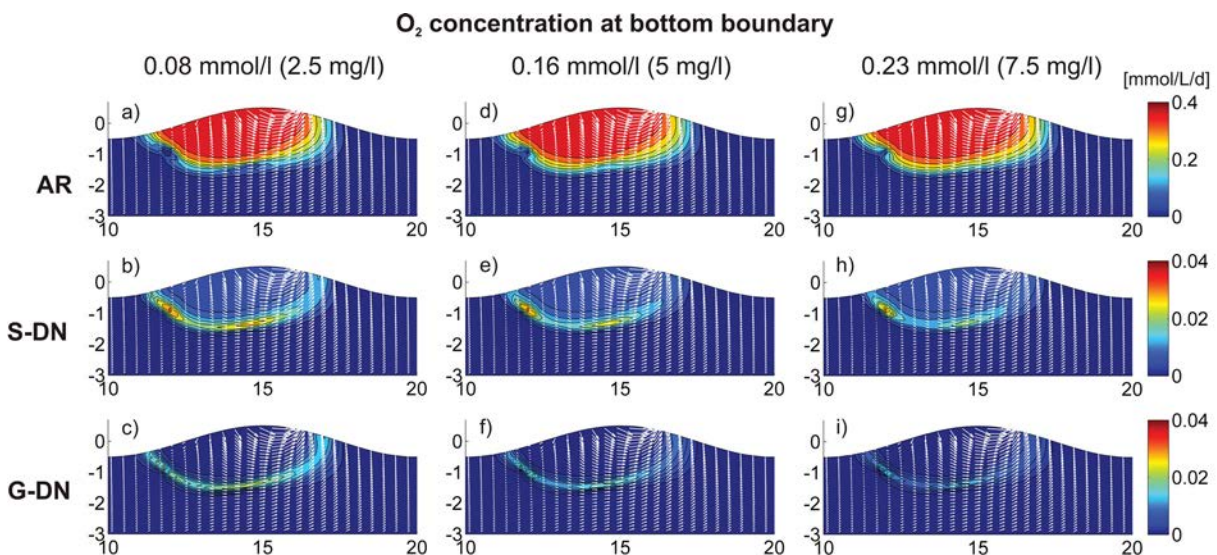 O₂ concentration at bottom boundary
0.08 mmol/l (2.5 mg/l) 0.16 mmol/l (5 mg/l) 0.23 mmol/l (7.5 mg/l)
[mmol/L/d]
AR
a) d) g)
0 0 0 0.4
-1 -1 -1
-2 -2 -2 0.2
-3 -3 -3 0
10 15 20 10 15 20 10 15 20
S-DN
b) e) h)
0 0 0 0.04
-1 -1 -1
-2 -2 -2 0.02
-3 -3 -3 0
10 15 20 10 15 20 10 15 20
G-DN
c) f) i)
0 0 0 0.04
-1 -1 -1
-2 -2 -2 0.02
-3 -3 -3 0
10 15 20 10 15 20 10 15 20